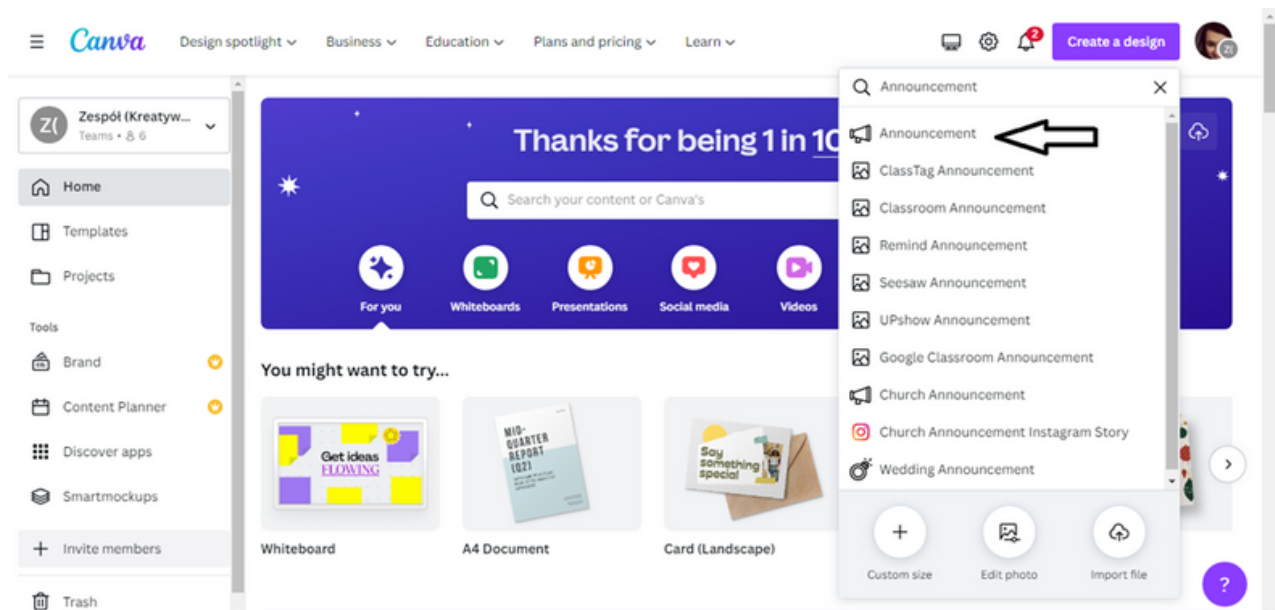 Canva
Design spotlight
Business
Education
Plans and pricing
Learn
2
Create a design
Z(
Z(
Zespół (Kreatyw...
Teams • 6
Home
Templates
Projects
Tools
Brand
Content Planner
Discover apps
Smartmockups
Invite members
Trash
Thanks for being 1 in 10
Search your content or Canva's
For you
Whiteboards
Presentations
Social media
Videos
You might want to try...
Get ideas
FLOWING
MID-
QUARTER
REPORT
(Q2)
Say
something
special
Whiteboard
A4 Document
Card (Landscape)
Announcement
Announcement
ClassTag Announcement
Classroom Announcement
Remind Announcement
Seesaw Announcement
UPshow Announcement
Google Classroom Announcement
Church Announcement
Church Announcement Instagram Story
Wedding Announcement
Custom size
Edit photo
Import file
?